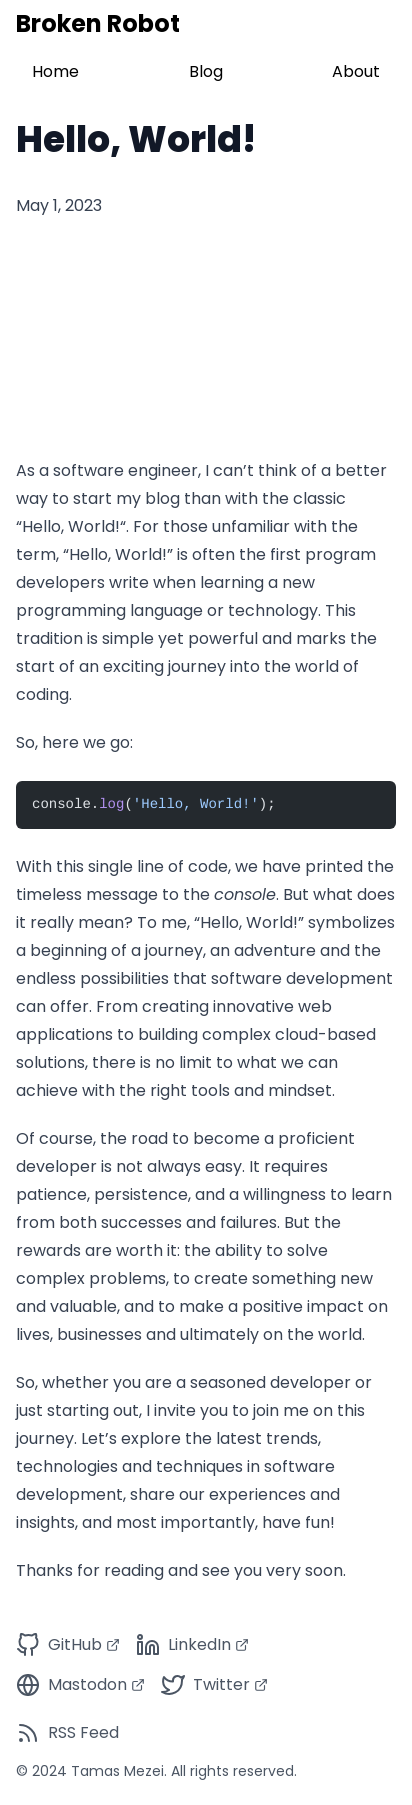 Broken Robot
Home Blog About
Hello, World!
May 1, 2023
As a software engineer, I can’t think of a better
way to start my blog than with the classic
“Hello, World!“. For those unfamiliar with the
term, “Hello, World!” is often the first program
developers write when learning a new
programming language or technology. This
tradition is simple yet powerful and marks the
start of an exciting journey into the world of
coding.
So, here we go:
console.log('Hello, World!');
With this single line of code, we have printed the
timeless message to the console. But what does
it really mean? To me, “Hello, World!” symbolizes
a beginning of a journey, an adventure and the
endless possibilities that software development
can offer. From creating innovative web
applications to building complex cloud-based
solutions, there is no limit to what we can
achieve with the right tools and mindset.
Of course, the road to become a proficient
developer is not always easy. It requires
patience, persistence, and a willingness to learn
from both successes and failures. But the
rewards are worth it: the ability to solve
complex problems, to create something new
and valuable, and to make a positive impact on
lives, businesses and ultimately on the world.
So, whether you are a seasoned developer or
just starting out, I invite you to join me on this
journey. Let’s explore the latest trends,
technologies and techniques in software
development, share our experiences and
insights, and most importantly, have fun!
Thanks for reading and see you very soon.
GitHub LinkedIn
Mastodon Twitter
RSS Feed
© 2024 Tamas Mezei. All rights reserved.